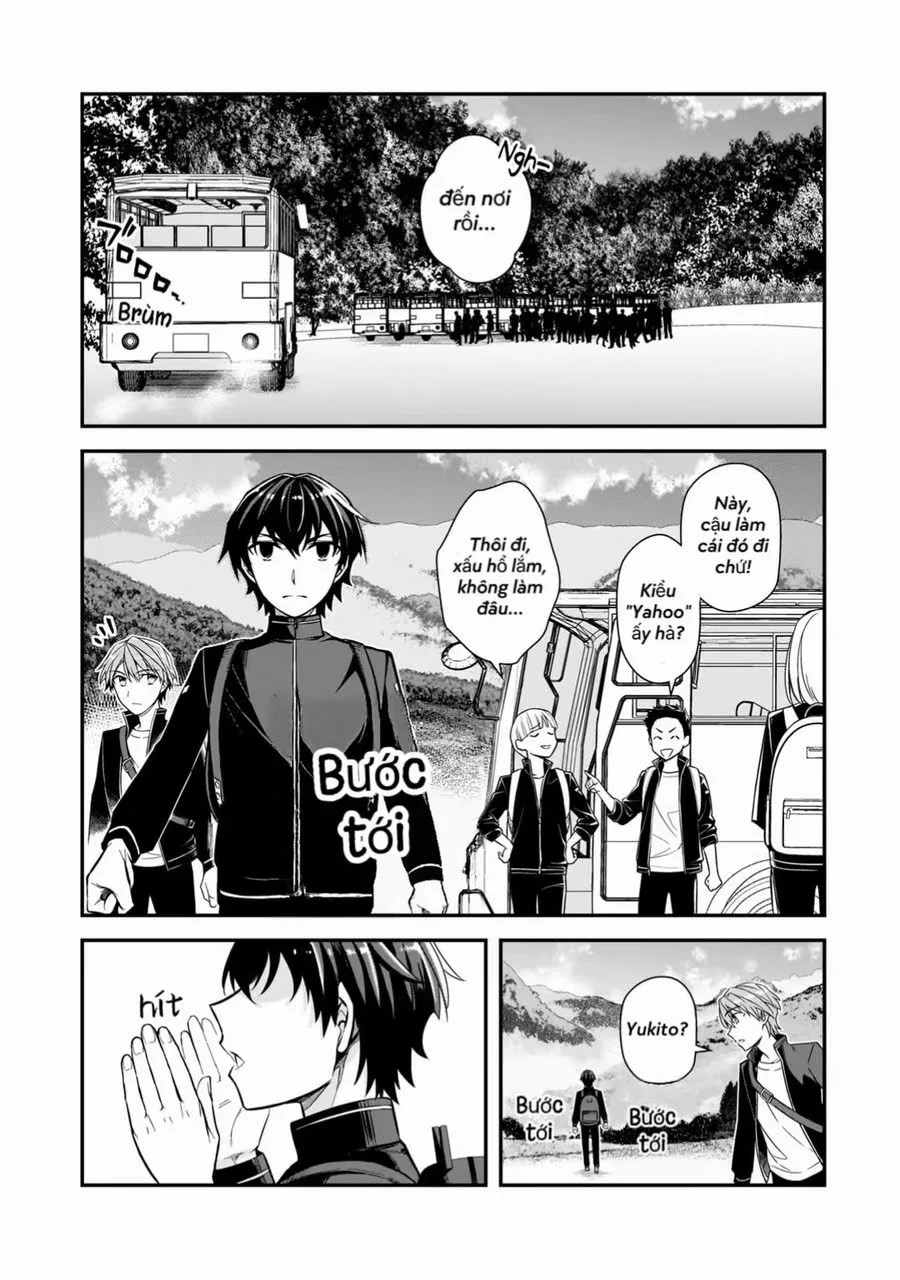 Ngh~
đến nơi
rồi...
ブロロロ~
Brùm
Này,
cậu làm
cái đó đi
chứ!
Kiểu
"Yahoo"
ấy hà?
Thôi đi,
xấu hổ lắm,
không làm
đâu...
Bước
tới
Yukito?
Bước
tới
Bước
tới
hít